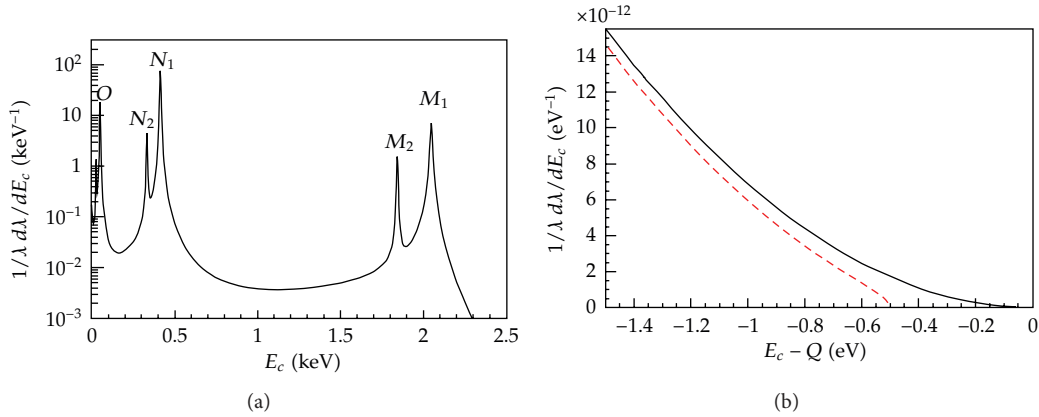 10²
10
1
10⁻¹
10⁻²
10⁻³
1/λ dλ/dE_c (keV⁻¹)
O
N₂
N₁
M₂
M₁
0
0.5
1
1.5
2
2.5
E_c (keV)
(a)
×10⁻¹²
14
12
10
8
6
4
2
0
1/λ dλ/dE_c (eV⁻¹)
−1.4
−1.2
−1
−0.8
−0.6
−0.4
−0.2
0
E_c − Q (eV)
(b)